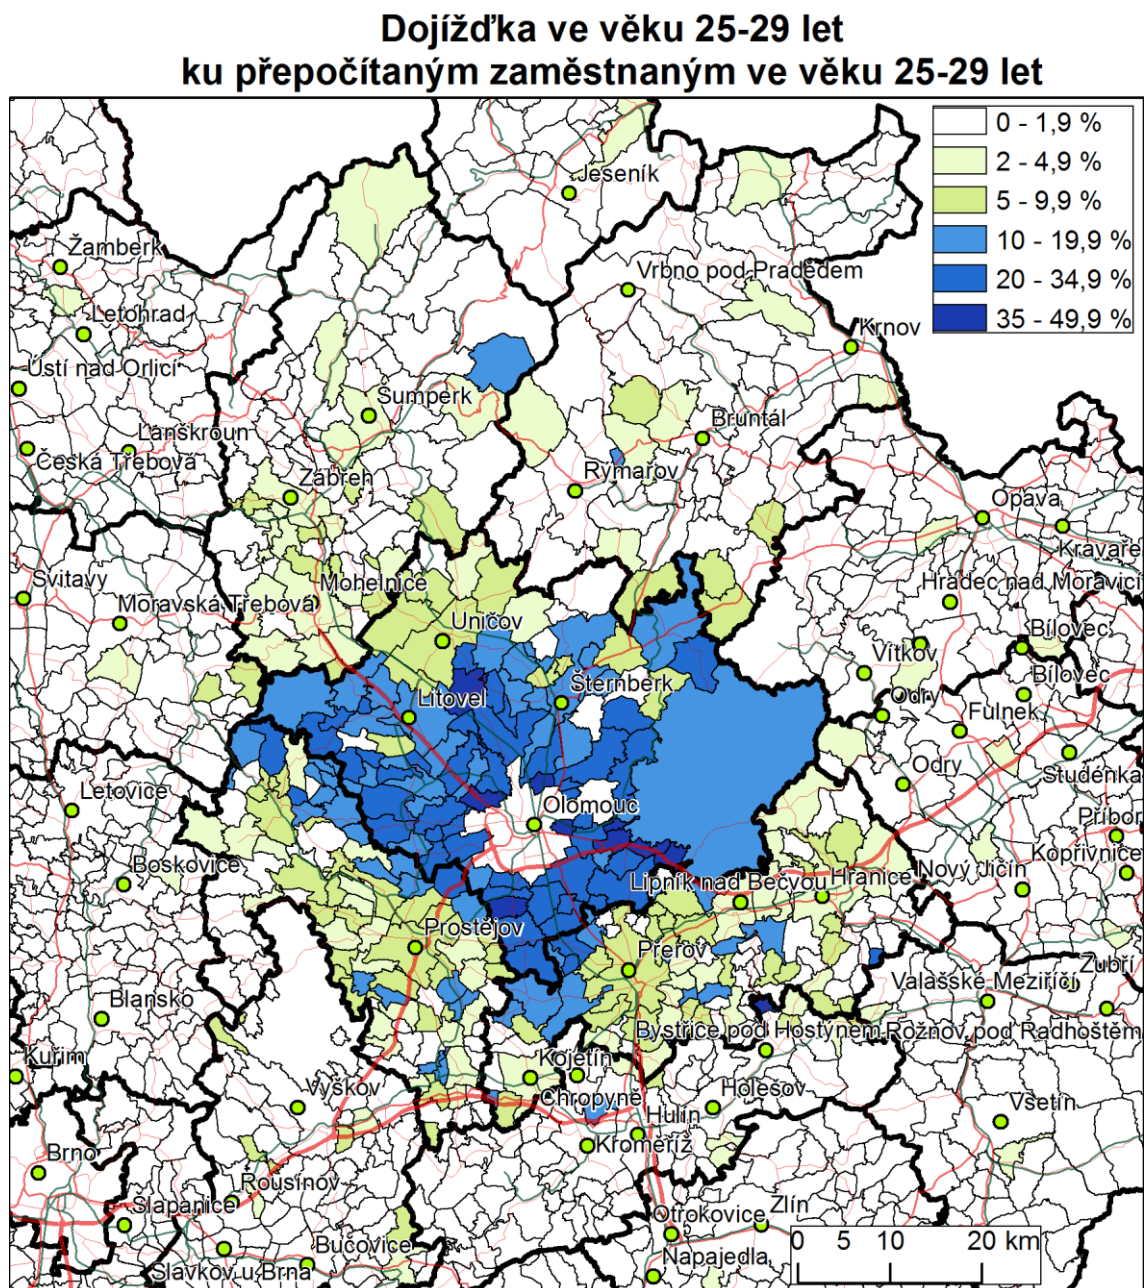 Dojížďka ve věku 25-29 let
ku přepočítaným zaměstnaným ve věku 25-29 let
0 - 1,9 %
2 - 4,9 %
5 - 9,9 %
10 - 19,9 %
20 - 34,9 %
35 - 49,9 %
Jeseník
Žamberk
Vrbno pod Pradědem
Letohrad
Krnov
Ústí nad Orlicí
Šumperk
Bruntál
Lanškroun
Česká Třebová
Zábřeh
Rýmařov
Opava
Kravaře
Svitavy
Mohelnice
Hradec nad Moravicí
Moravská Třebová
Uničov
Bílovec
Vítkov
Bílovec
Šternberk
Litovel
Odry
Fulnek
Studénka
Odry
Letovice
Olomouc
Příbor
Kopřivnice
Boskovice
Lipník nad Bečvou
Hranice
Nový Jičín
Prostějov
Přerov
Zubří
Valašské Meziříčí
Blansko
Bystřice pod Hostýnem
Rožnov pod Radhoštěm
Kuřim
Kojetín
Vyškov
Chropyně
Holešov
Hulín
Vsetín
Kroměříž
Brno
Rousínov
Šlapanice
Otrokovice
Zlín
Bučovice
Napajedla
Slavkov u Brna
0 5 10 20 km